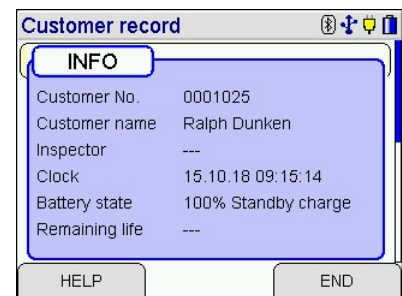 Customer record
INFO
Customer No. 0001025
Customer name Ralph Dunken
Inspector ---
Clock 15.10.18 09:15:14
Battery state 100% Standby charge
Remaining life ---
HELP END